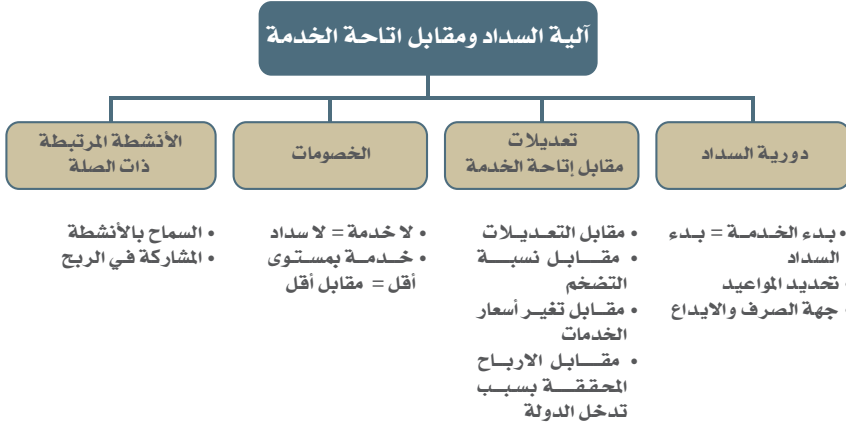 آلية السداد ومقابل اتاحة الخدمة
دورية السداد
• بدء الخدمة = بدء
السداد
• تحديد المواعيد
• جهة الصرف والايداع
تعديلات
مقابل إتاحة الخدمة
• مقابل التعديلات
• مقابل نسبة
التضخم
• مقابل تغير أسعار
الخدمات
• مقابل الارباح
المحققة بسبب
تدخل الدولة
الخصومات
• لا خدمة = لا سداد
• خدمة بمستوى
أقل = مقابل أقل
الأنشطة المرتبطة
ذات الصلة
• السماح بالأنشطة
• المشاركة في الربح